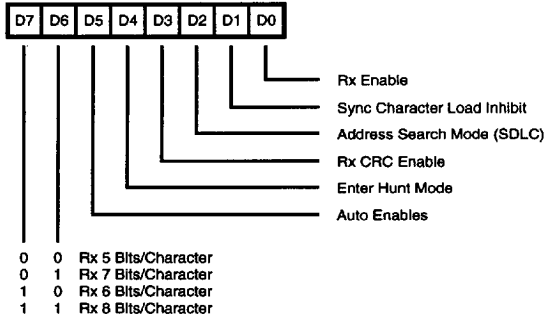 D7 D6 D5 D4 D3 D2 D1 D0
Rx Enable
Sync Character Load Inhibit
Address Search Mode (SDLC)
Rx CRC Enable
Enter Hunt Mode
Auto Enables
0 0 Rx 5 Bits/Character
0 1 Rx 7 Bits/Character
1 0 Rx 6 Bits/Character
1 1 Rx 8 Bits/Character